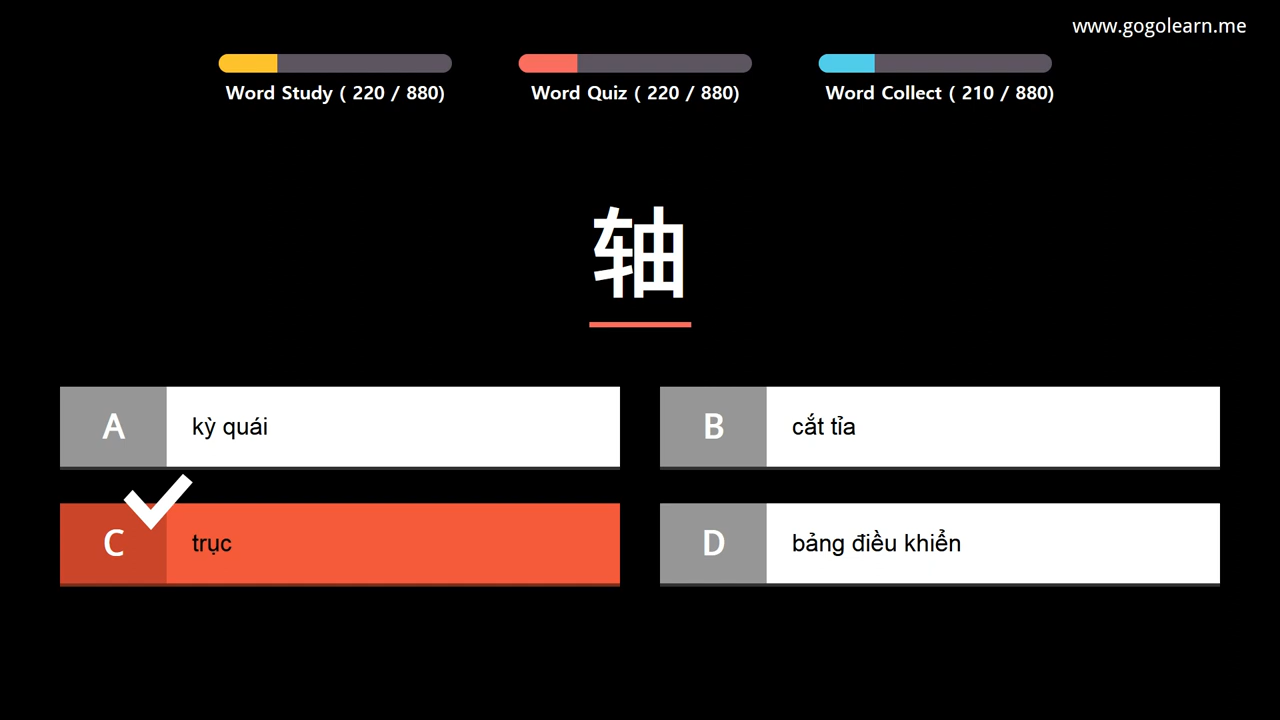 www.gogolearn.me
Word Study ( 220 / 880)
Word Quiz ( 220 / 880)
Word Collect ( 210 / 880)
轴
A kỳ quái
B cắt tỉa
C trục
D bảng điều khiển